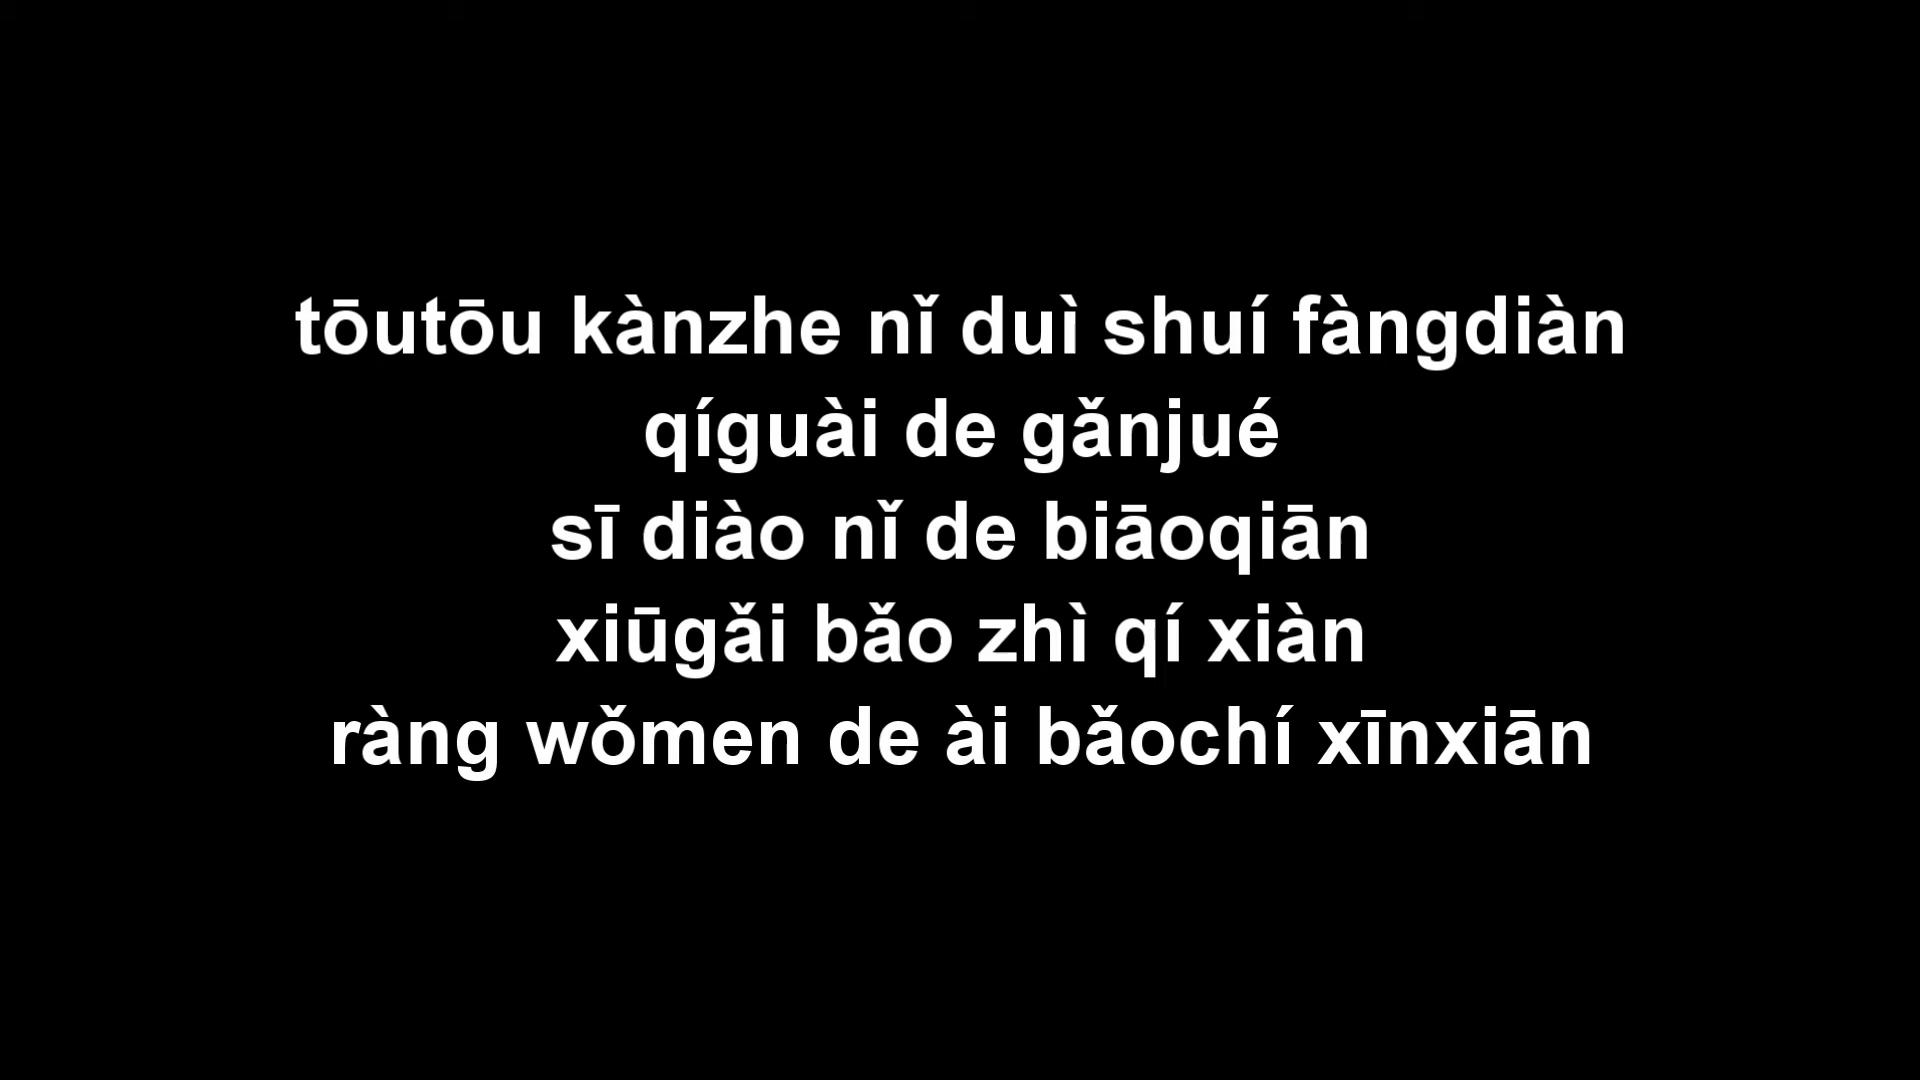 tōutōu kànzhe nǐ duì shuí fàngdiàn
qíguài de gǎnjué
sī diào nǐ de biāoqiān
xiūgǎi bǎo zhì qí xiàn
ràng wǒmen de ài bǎochí xīnxiān